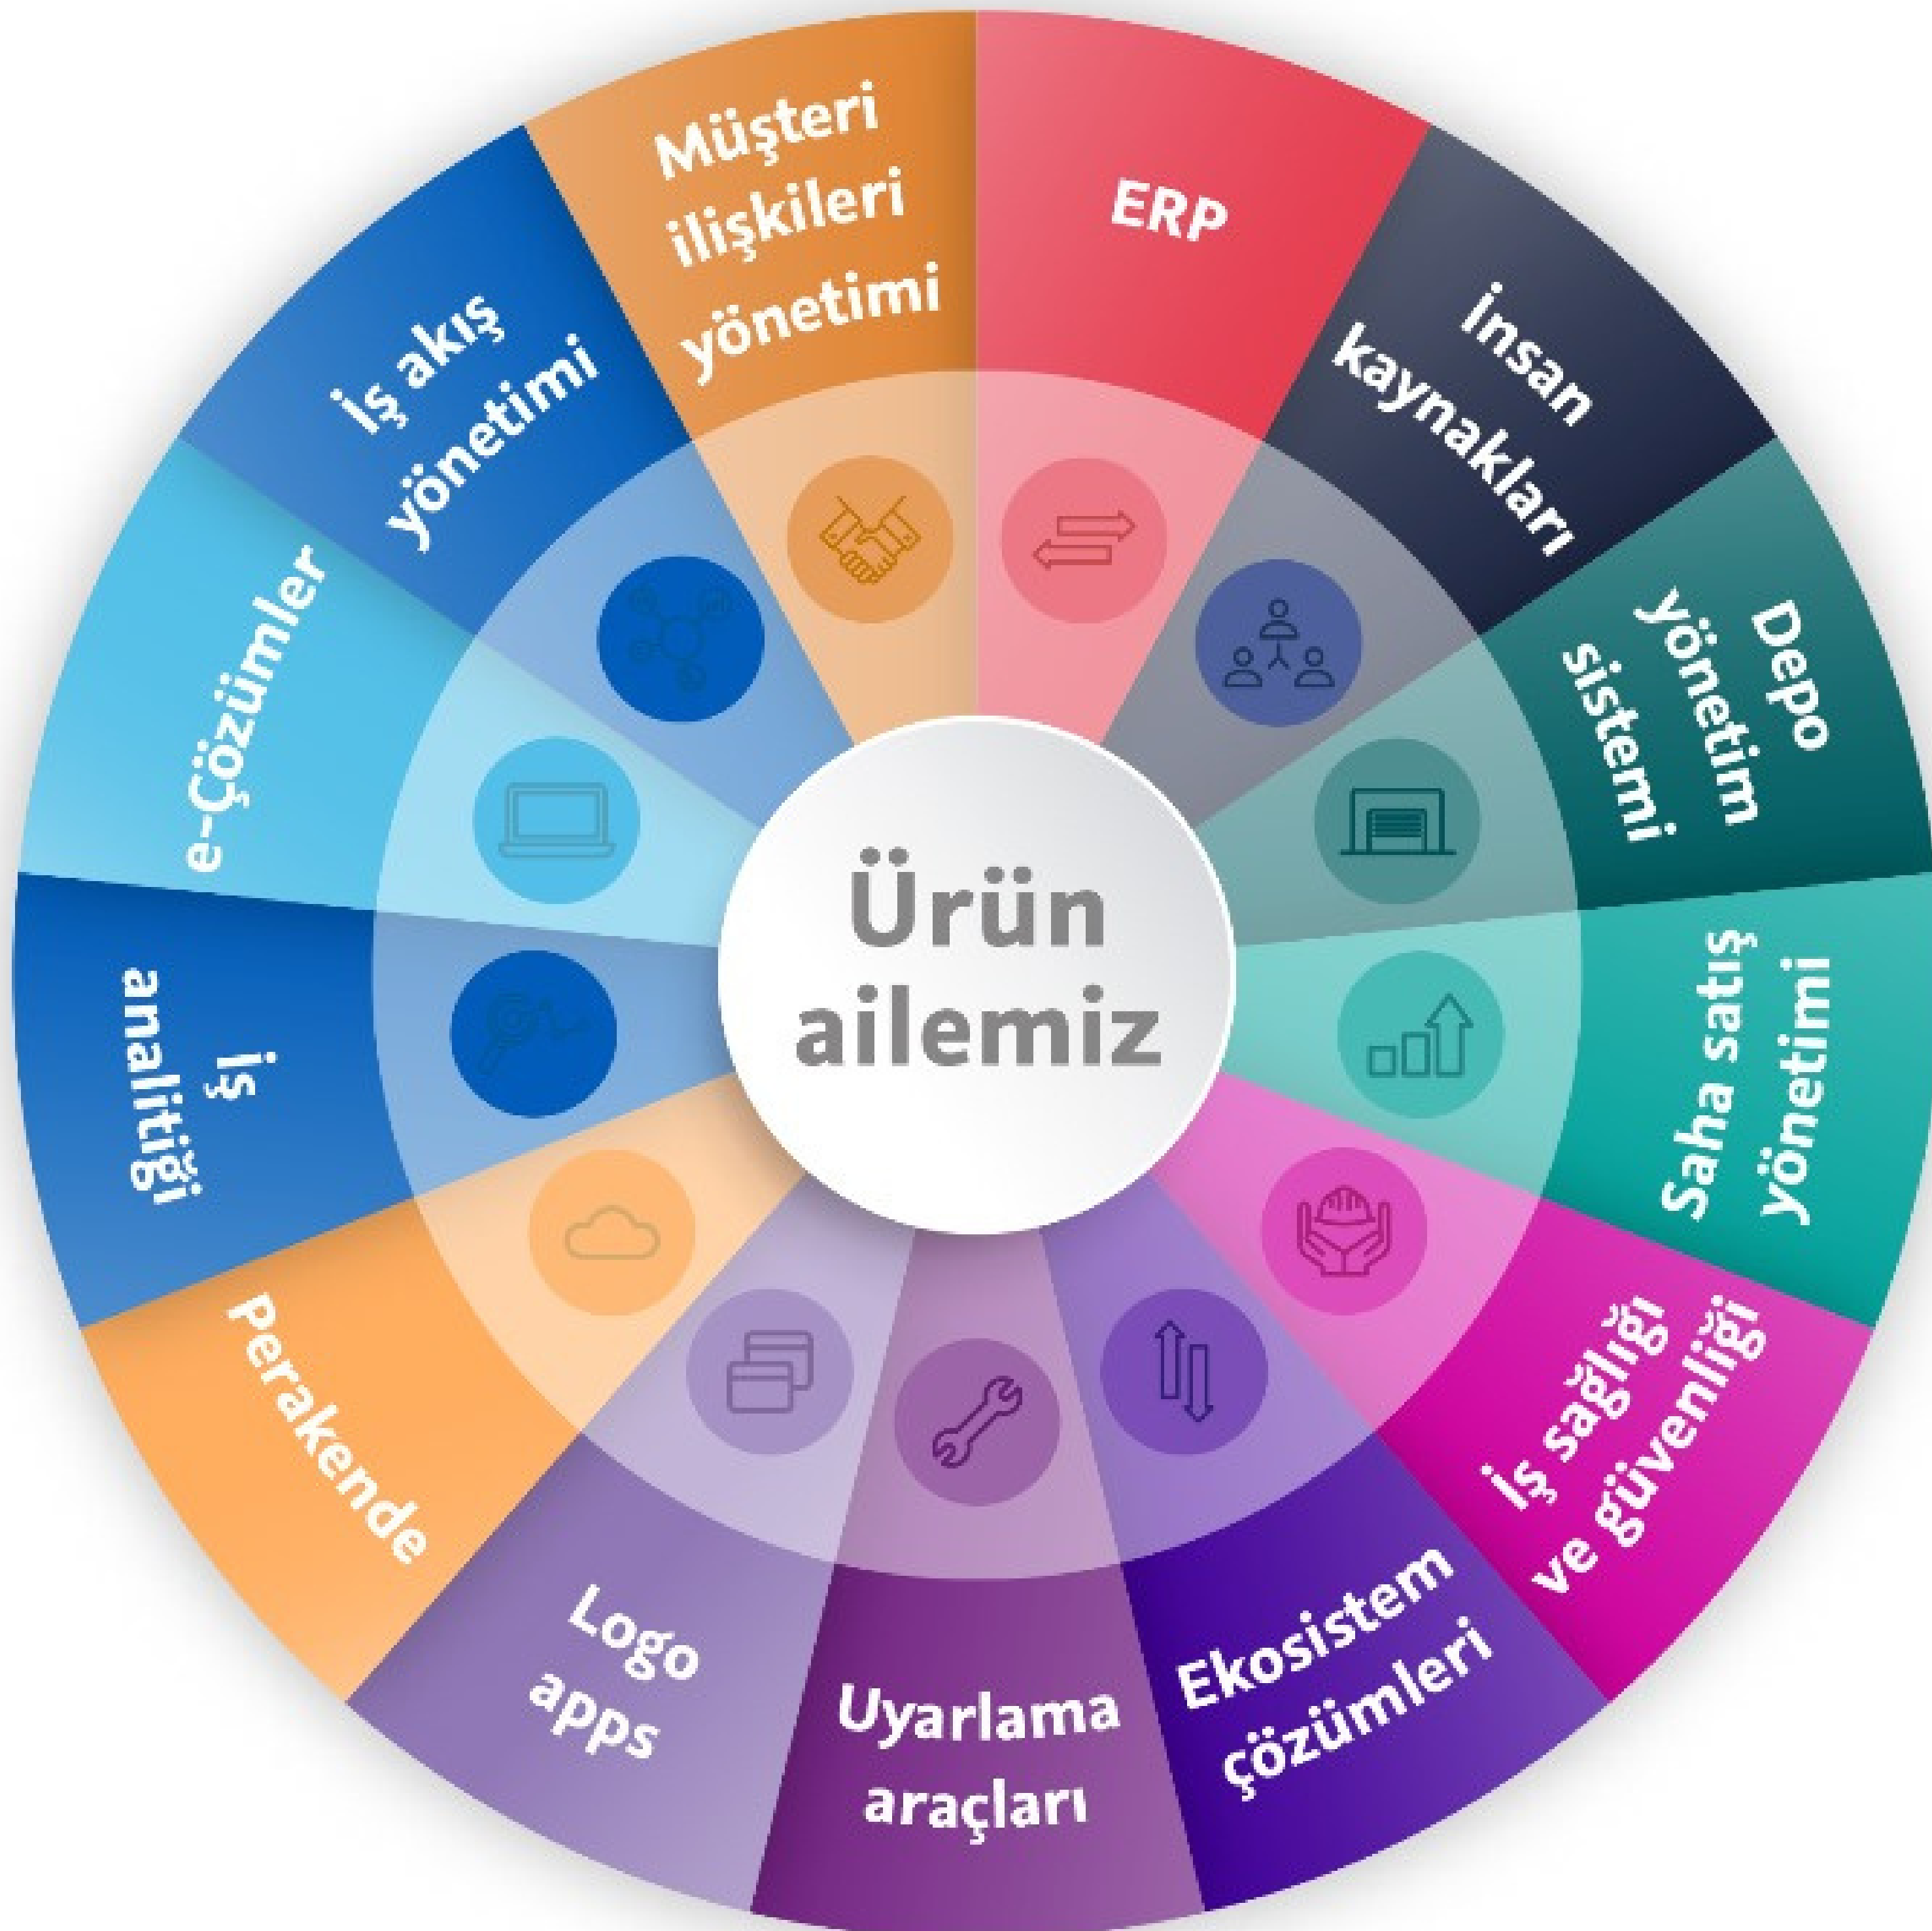 Ürün
ailemiz
ERP
İnsan
kaynakları
Depo
yönetim
sistemi
Saha satış
yönetimi
İş sağlığı
ve güvenliği
Ekosistem
çözümleri
Uyarlama
araçları
Logo
apps
Perakende
İş
analitiği
e-Çözümler
İş akış
yönetimi
Müşteri
ilişkileri
yönetimi